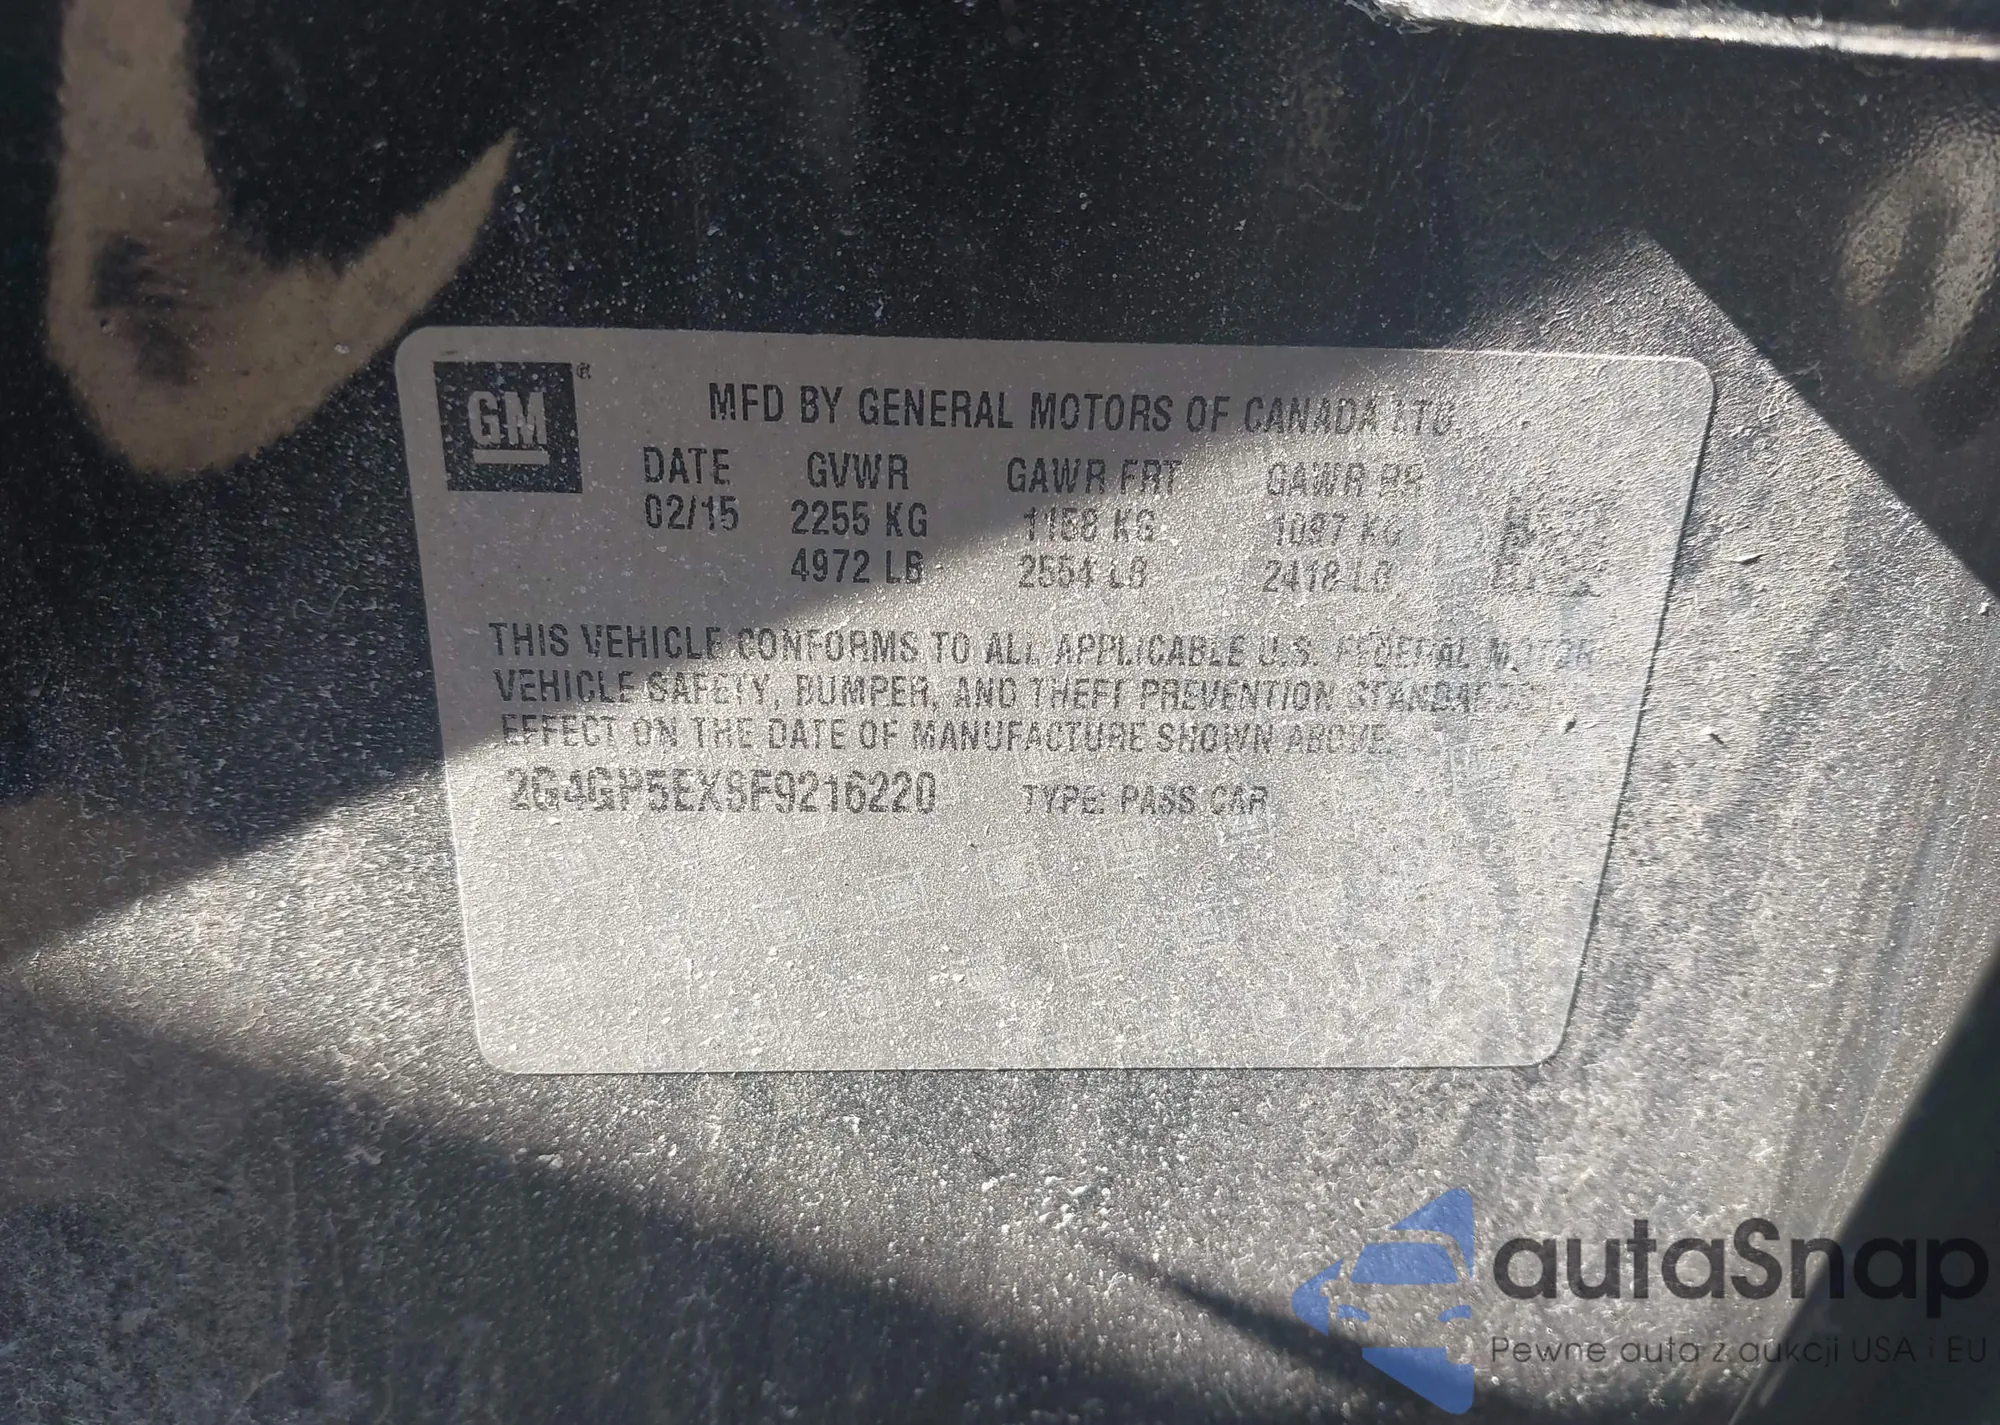 GM ®
MFD BY GENERAL MOTORS OF CANADA LTD.
DATE GVWR GAWR FRT GAWR RR
02/15 2255 KG 1158 KG 1097 KG
4972 LB 2554 LB 2418 LB
THIS VEHICLE CONFORMS TO ALL APPLICABLE U.S. FEDERAL MOTOR
VEHICLE SAFETY, BUMPER, AND THEFT PREVENTION STANDARDS
EFFECT ON THE DATE OF MANUFACTURE SHOWN ABOVE.
2G4GP5EX8F9216220 TYPE: PASS CAR
autaSnap
Pewne auta z aukcji USA i EU